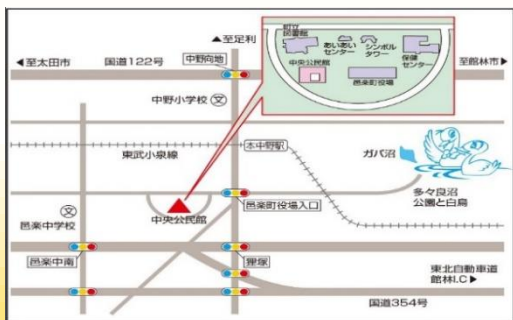 ▲至足利
◀至太田市
国道122号
中野向地
至館林市▶
町立
図書館
あいあい
センター
シンボル
タワー
保健
センター
中央公民館
邑楽町役場
中野小学校
文
東武小泉線
本中野駅
ガバ沼
多々良沼
公園と白鳥
文
邑楽中学校
中央公民館
邑楽町役場入口
邑楽中南
狸塚
東北自動車道
館林I.C▶
国道354号